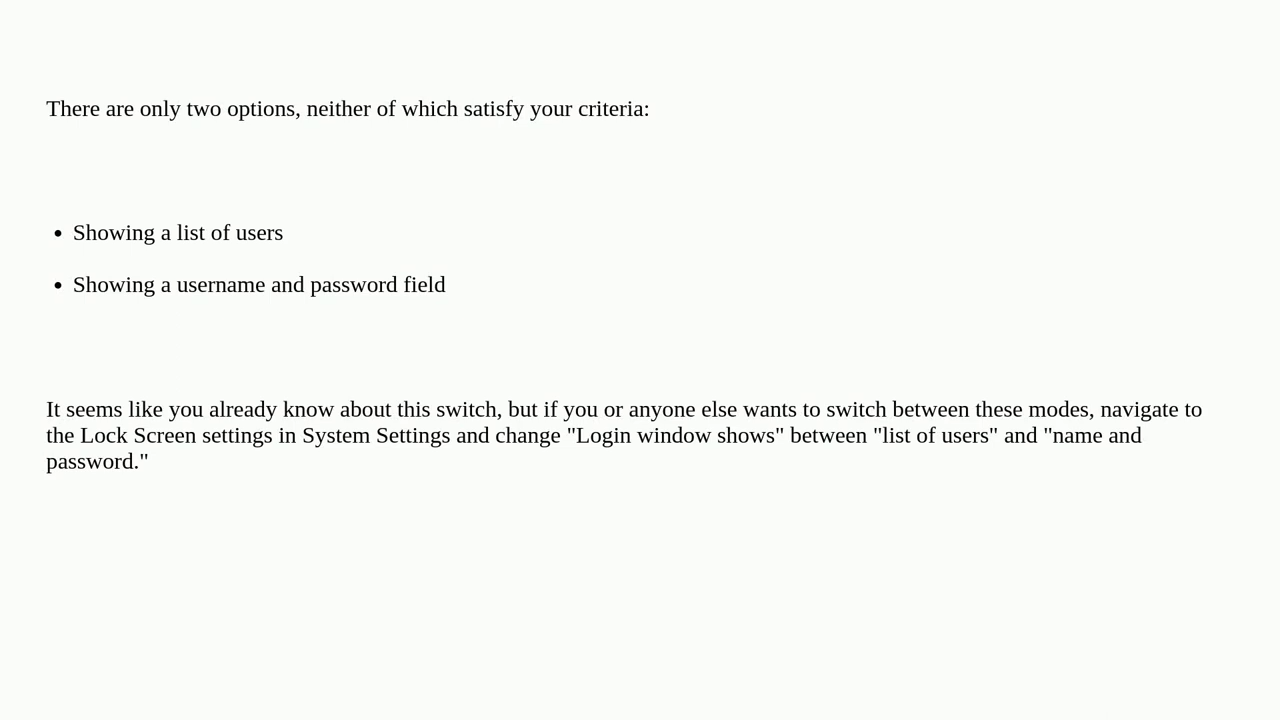 There are only two options, neither of which satisfy your criteria:
• Showing a list of users
• Showing a username and password field
It seems like you already know about this switch, but if you or anyone else wants to switch between these modes, navigate to
the Lock Screen settings in System Settings and change "Login window shows" between "list of users" and "name and
password."